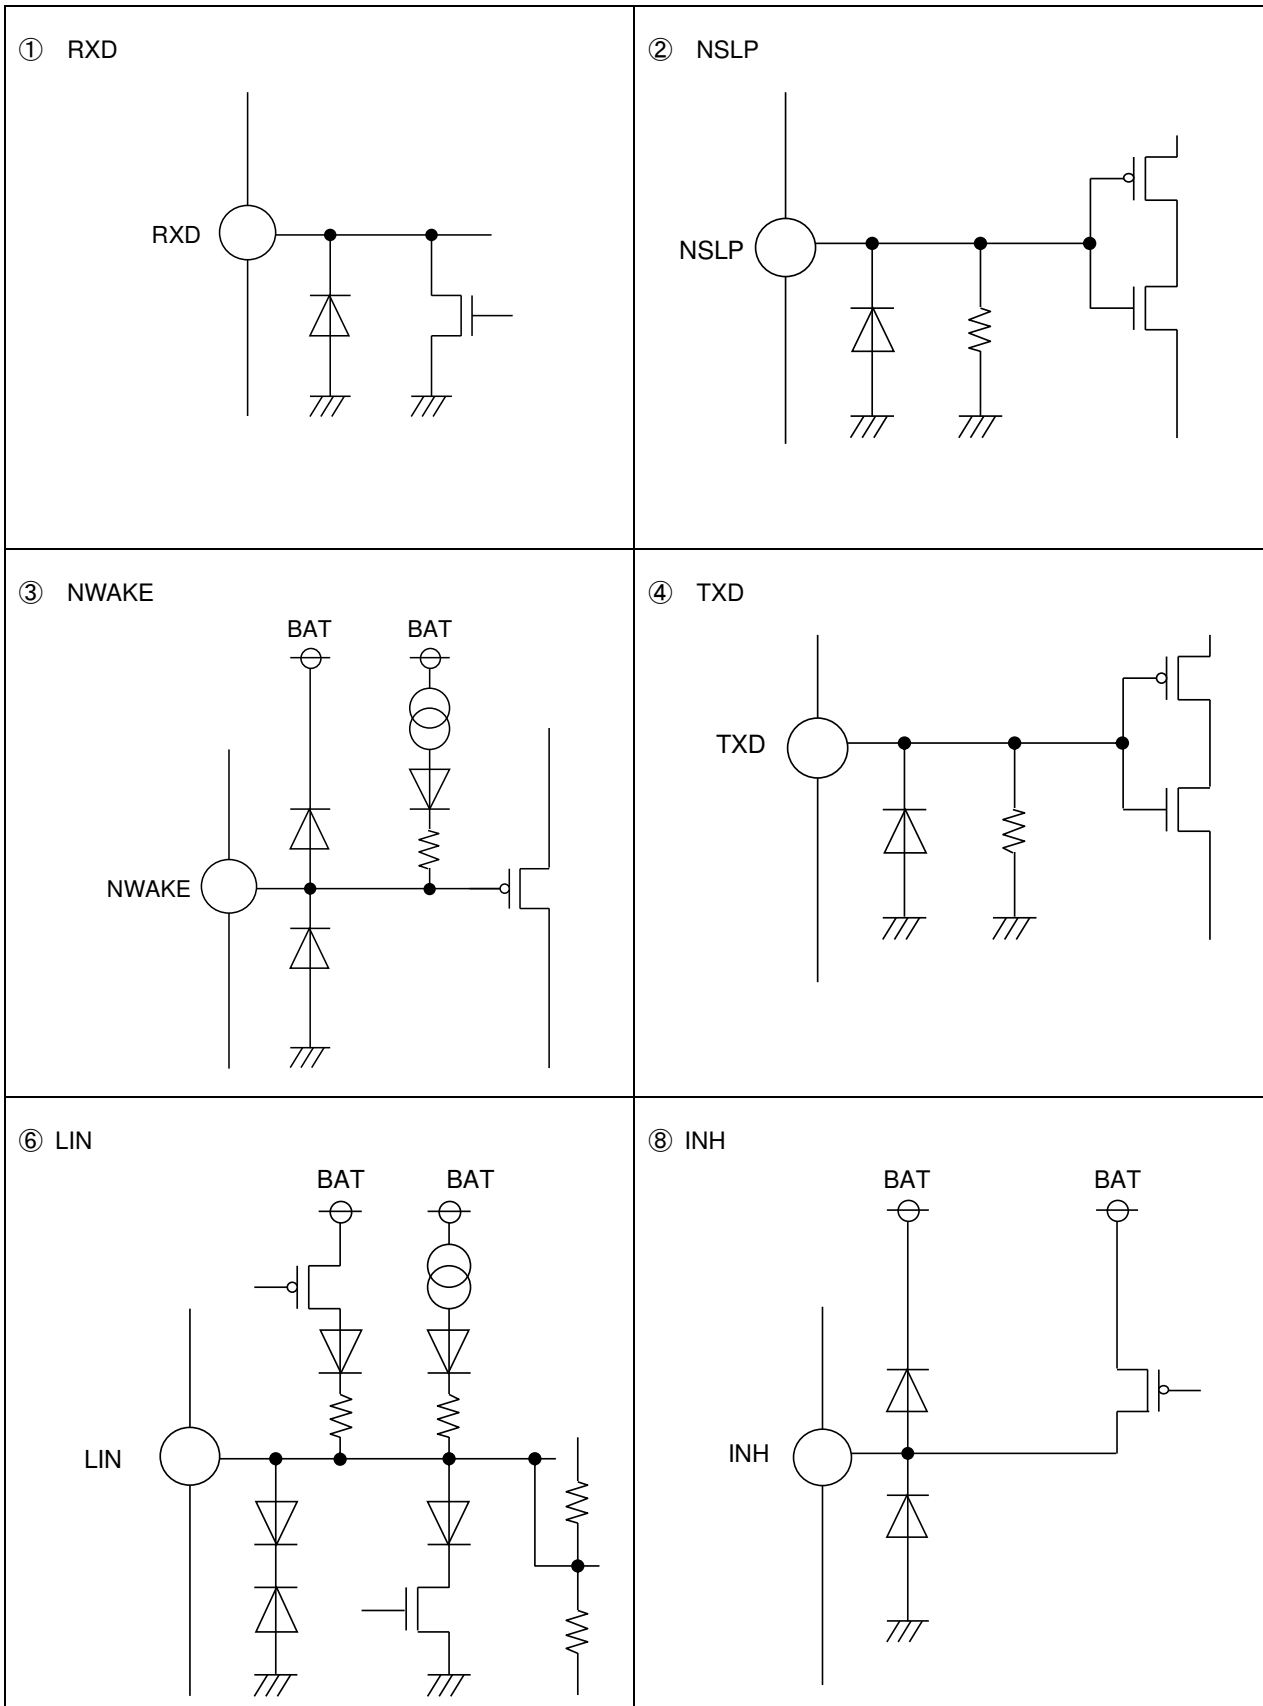 ① RXD
RXD
② NSLP
NSLP
③ NWAKE
BAT BAT
NWAKE
④ TXD
TXD
⑥ LIN
BAT BAT
LIN
⑧ INH
BAT BAT
INH